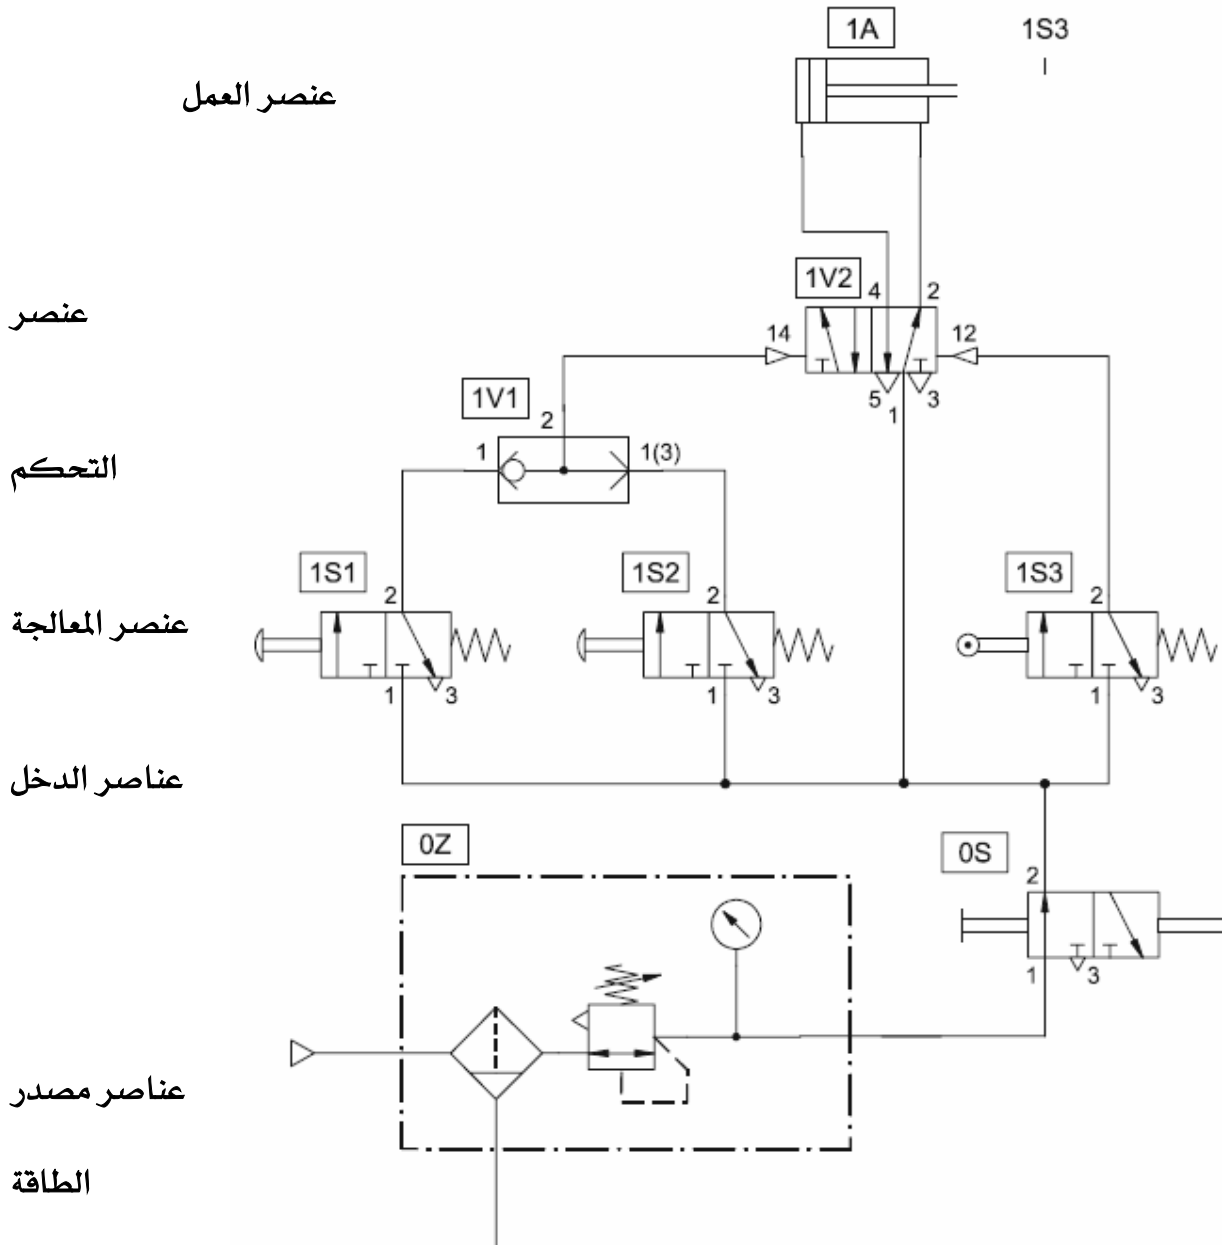 1A 1S3
عنصر العمل
1V2 4 2
عنصر
14 12
1V1 2
5 1 3
1 1(3)
التحكم
1S1 1S2 1S3
2 2 2
عنصر المعالجة
1 3 1 3 1 3
عناصر الدخل
0Z 0S
2
1 3
عناصر مصدر
الطاقة